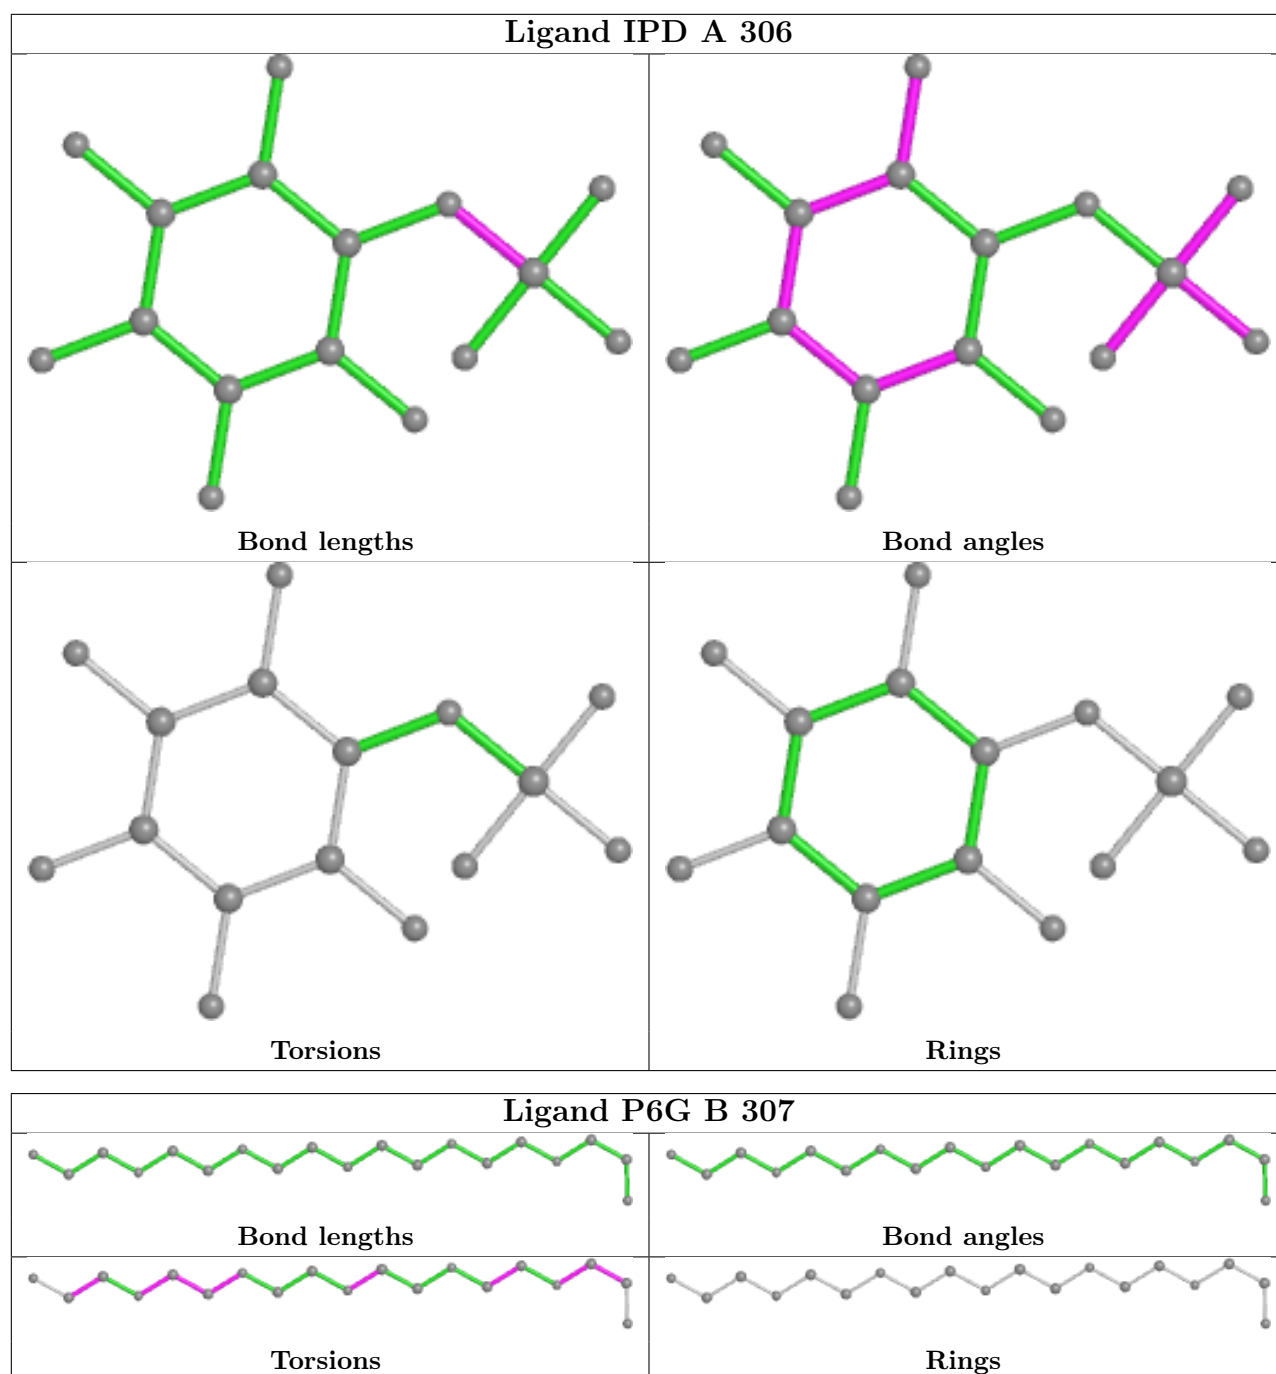 Ligand IPD A 306
Bond lengths
Bond angles
Torsions
Rings
Ligand P6G B 307
Bond lengths
Bond angles
Torsions
Rings